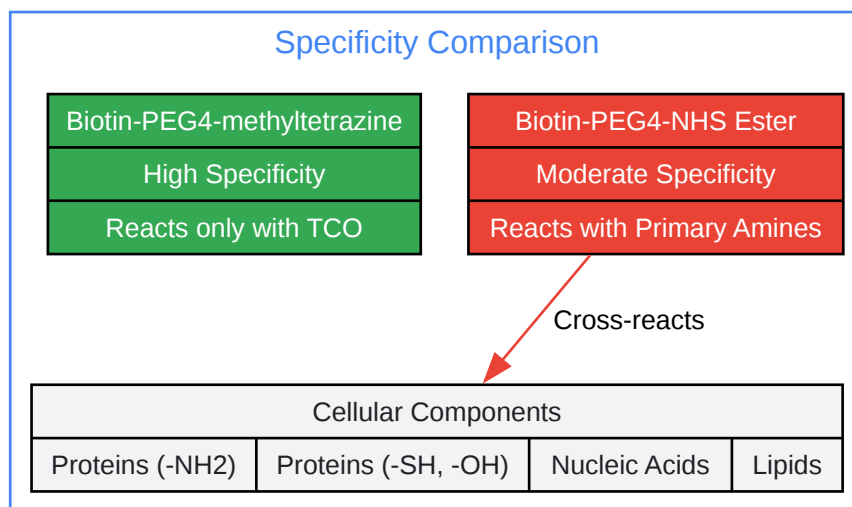 Specificity Comparison
Biotin-PEG4-methyltetrazine
High Specificity
Reacts only with TCO
Biotin-PEG4-NHS Ester
Moderate Specificity
Reacts with Primary Amines
Cross-reacts
Cellular Components
Proteins (-NH2)
Proteins (-SH, -OH)
Nucleic Acids
Lipids